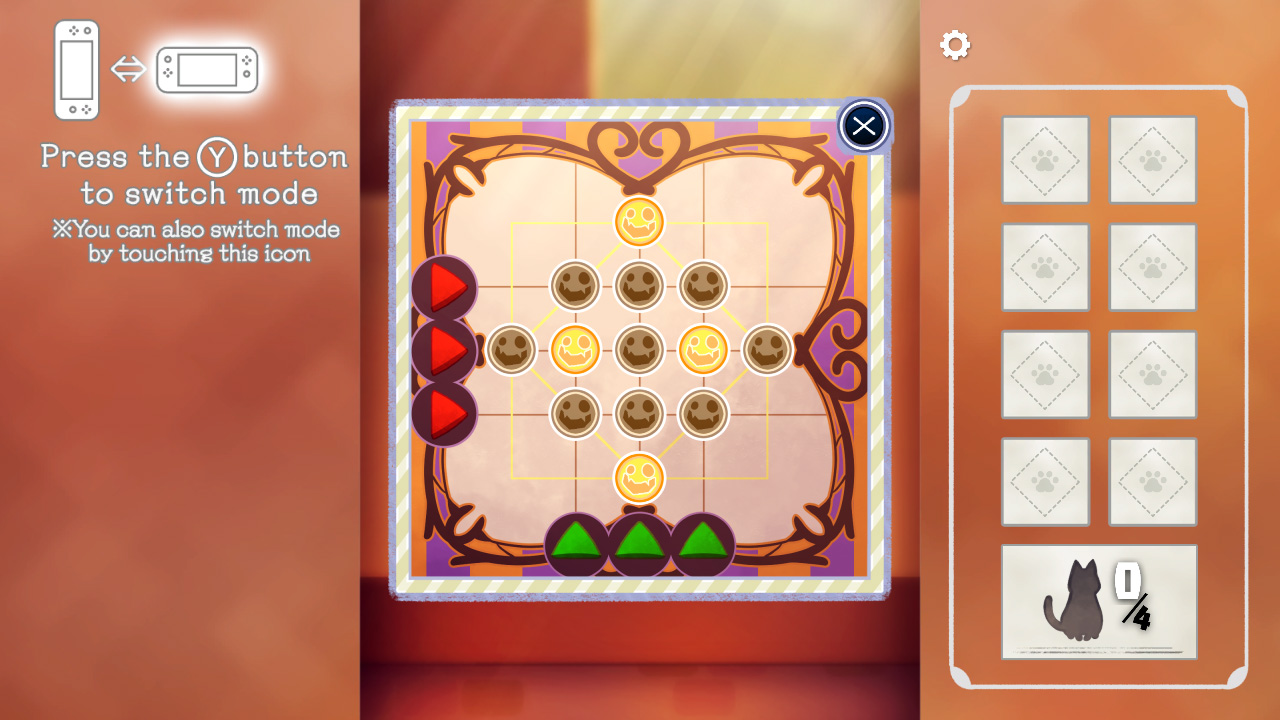 Press the Ⓨ button
to switch mode
※You can also switch mode
by touching this icon
0/4